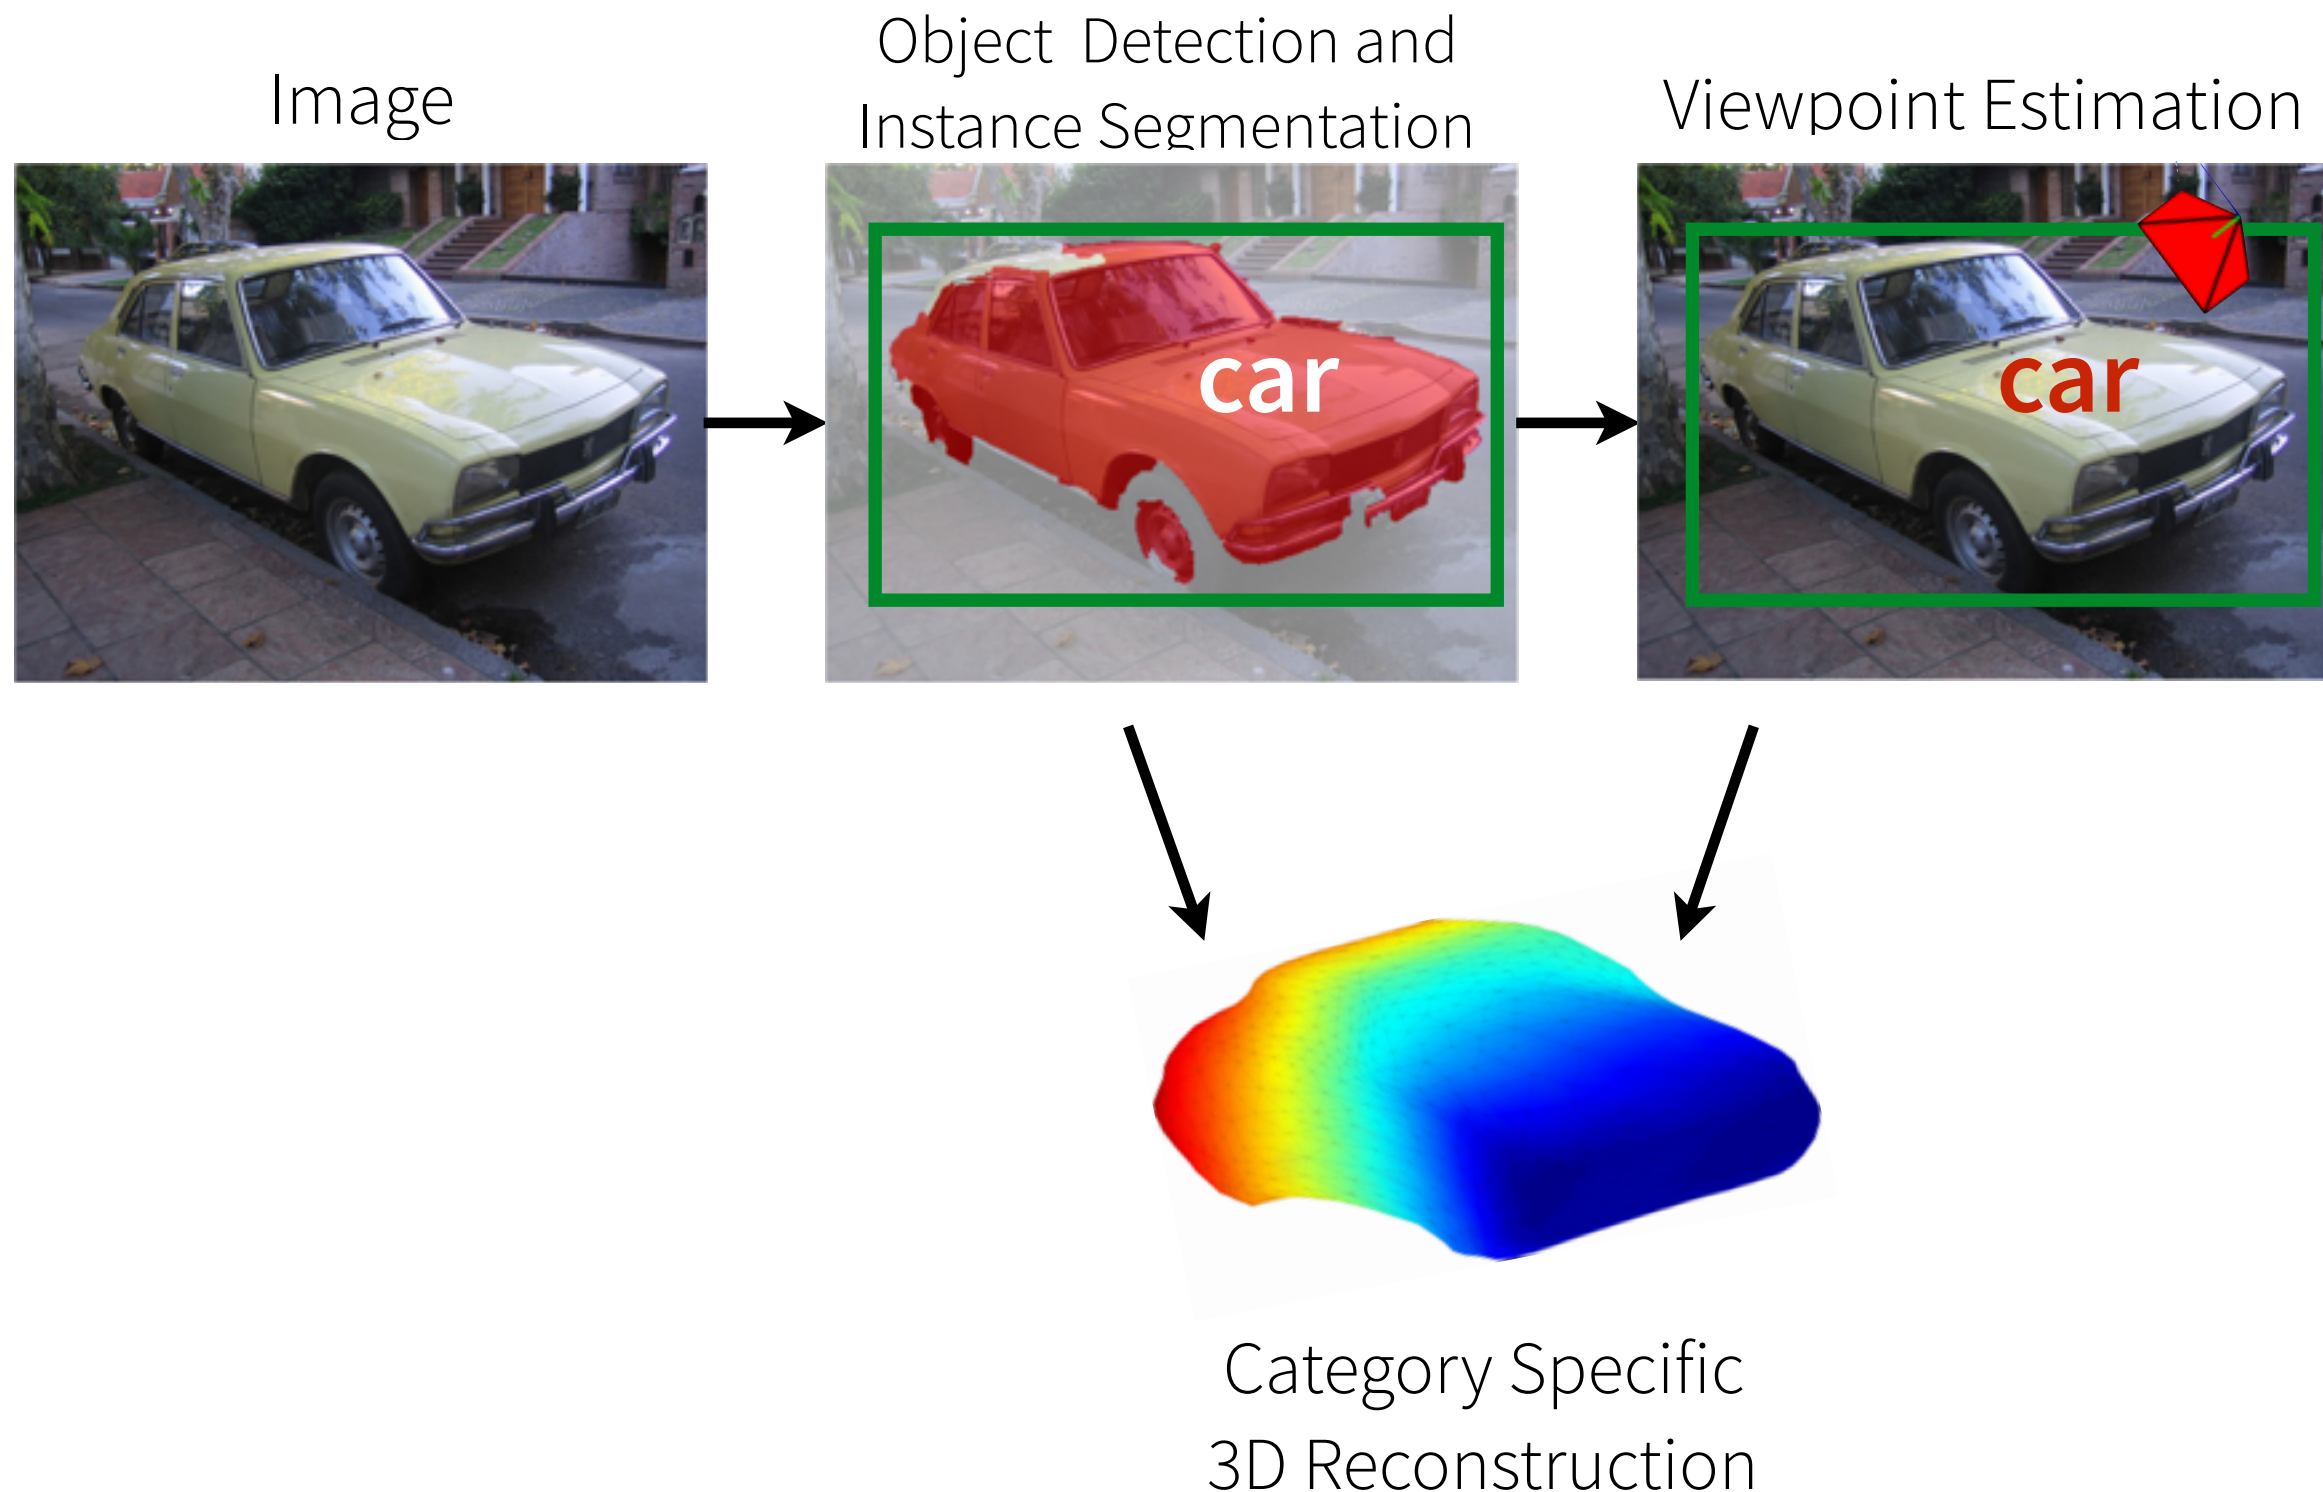 Image
Object Detection and
Instance Segmentation
Viewpoint Estimation
car
car
Category Specific
3D Reconstruction